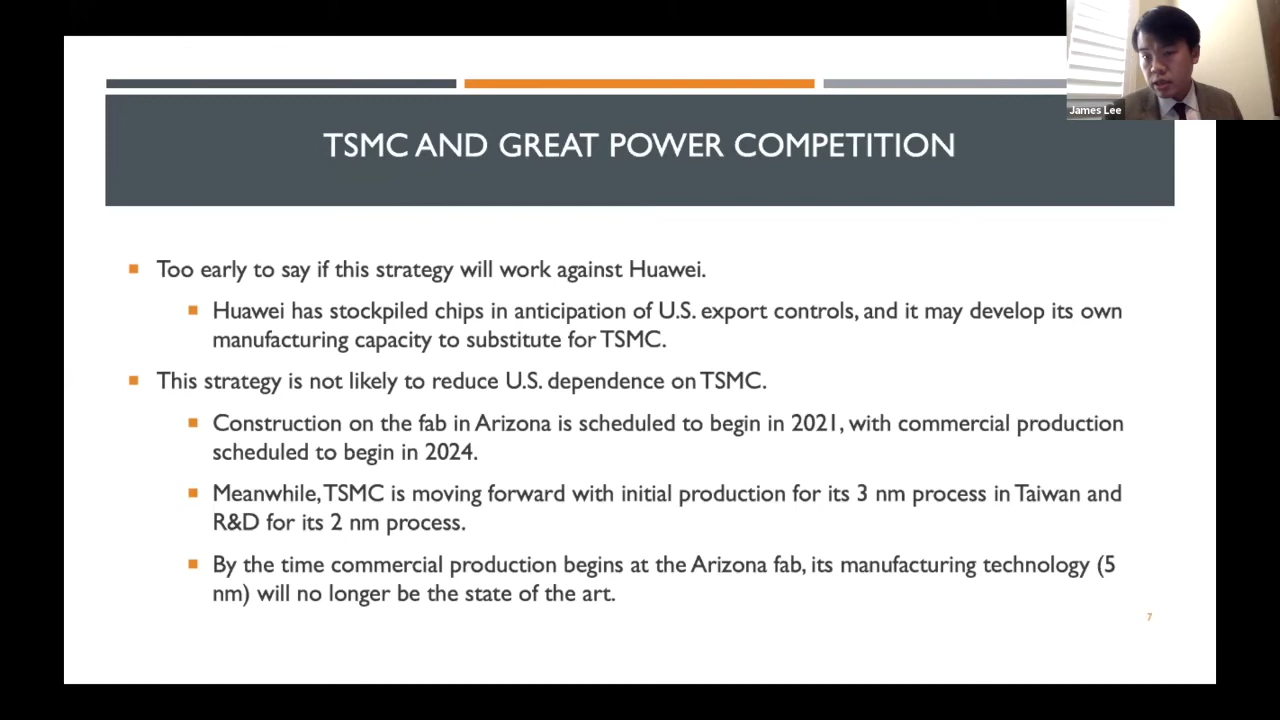 James Lee
TSMC AND GREAT POWER COMPETITION
Too early to say if this strategy will work against Huawei.
Huawei has stockpiled chips in anticipation of U.S. export controls, and it may develop its own
manufacturing capacity to substitute for TSMC.
This strategy is not likely to reduce U.S. dependence on TSMC.
Construction on the fab in Arizona is scheduled to begin in 2021, with commercial production
scheduled to begin in 2024.
Meanwhile, TSMC is moving forward with initial production for its 3 nm process in Taiwan and
R&D for its 2 nm process.
By the time commercial production begins at the Arizona fab, its manufacturing technology (5
nm) will no longer be the state of the art.
7